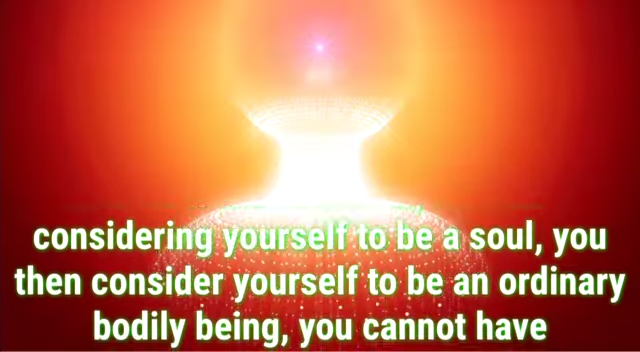 considering yourself to be a soul, you
then consider yourself to be an ordinary
bodily being, you cannot have